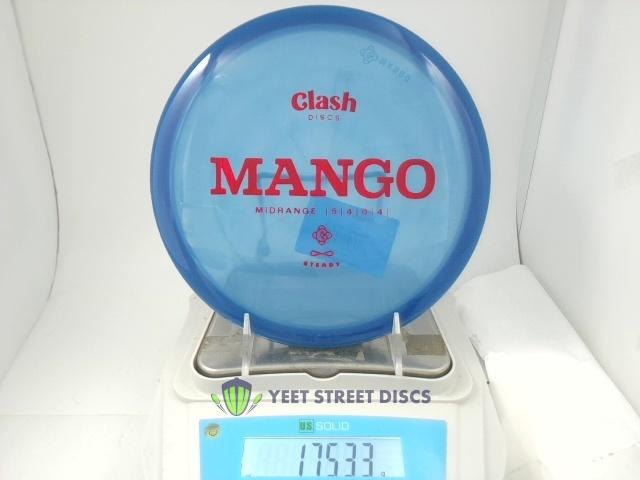 Clash
DISCS
MANGO
MIDRANGE |5|4|0|4|
STEADY
YEET STREET DISCS
US SOLID
175.33 g